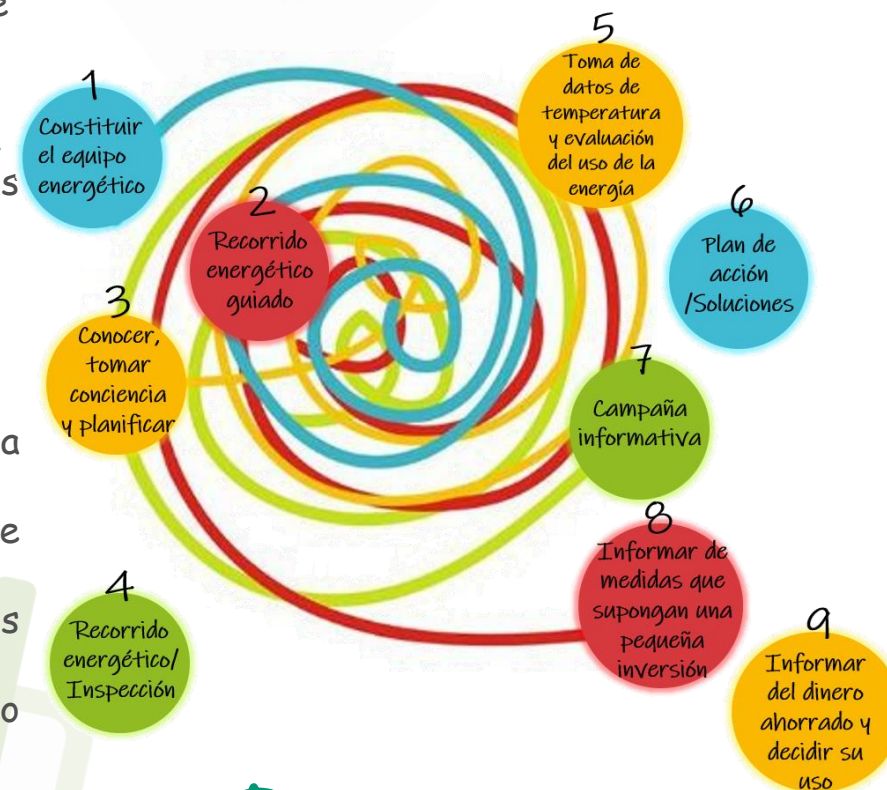 1
Constituir
el equipo
energético
2
Recorrido
energético
guiado
3
Conocer,
tomar
conciencia
y planificar
4
Recorrido
energético/
Inspección
5
Toma de
datos de
temperatura
y evaluación
del uso de la
energía
6
Plan de
acción
/Soluciones
7
Campaña
informativa
8
Informar de
medidas que
supongan una
pequeña
inversión
9
Informar
del dinero
ahorrado y
decidir su
uso